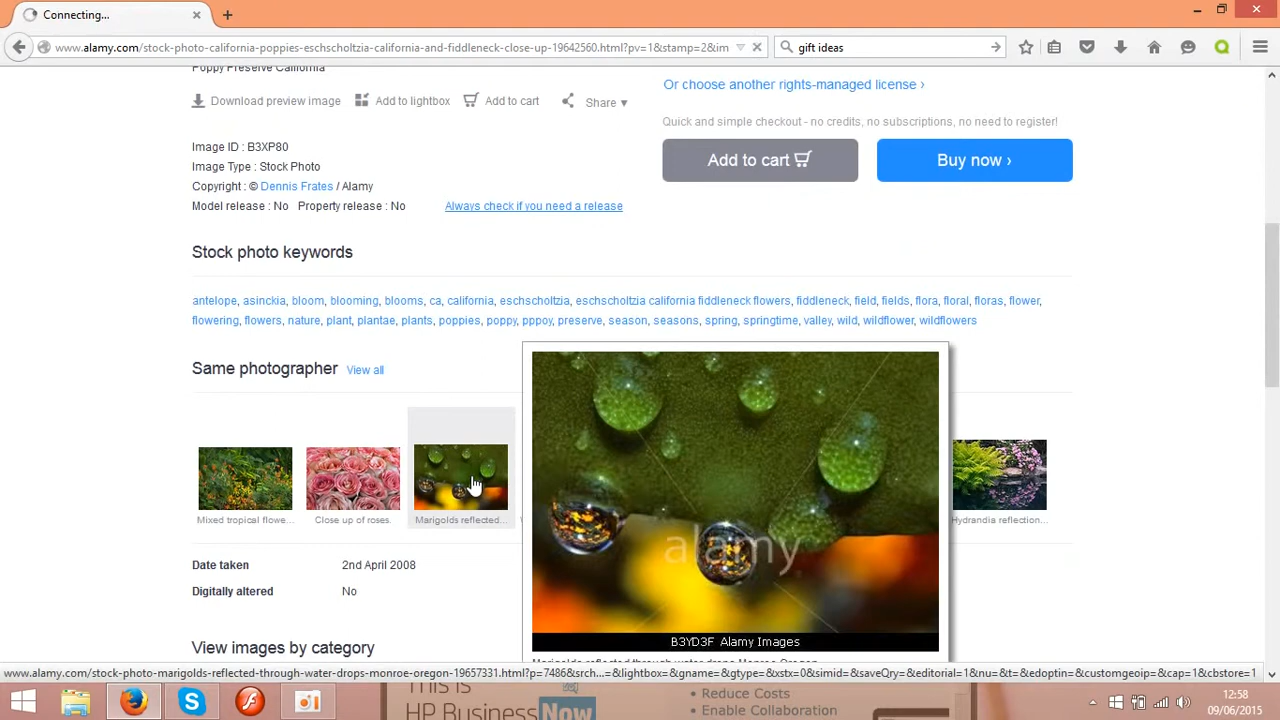 Connecting...
www.alamy.com/stock-photo-california-poppies-eschscholtzia-california-and-fiddleneck-close-up-19642560.html?pv=1&stamp=2&im
gift ideas
Poppy Preserve California
Download preview image
Add to lightbox
Add to cart
Share ▾
Or choose another rights-managed license ›
Quick and simple checkout - no credits, no subscriptions, no need to register!
Add to cart
Buy now ›
Image ID : B3XP80
Image Type : Stock Photo
Copyright : © Dennis Frates / Alamy
Model release : No Property release : No
Always check if you need a release
Stock photo keywords
antelope, asinckia, bloom, blooming, blooms, ca, california, eschscholtzia, eschscholtzia california fiddleneck flowers, fiddleneck, field, fields, flora, floral, floras, flower,
flowering, flowers, nature, plant, plantae, plants, poppies, poppy, pppoy, preserve, season, seasons, spring, springtime, valley, wild, wildflower, wildflowers
Same photographer View all
Mixed tropical flowe...
Close up of roses.
Marigolds reflected...
Hydrandia reflection...
alamy
B3YD3F Alamy Images
Marigolds reflected through water drops Monroe Oregon
Date taken 2nd April 2008
Digitally altered No
View images by category
www.alamy.com/stock-photo-marigolds-reflected-through-water-drops-monroe-oregon-19657331.html?p=7486&srch...=&lightbox=&gname=&gtype=&xstx=0&simid=&saveQry=&editorial=1&nu=&t=&edoptin=&customgeoip=&cap=1&cbstore=1
This is
HP Business Now
• Reduce Costs
• Enable Collaboration
12:58
09/06/2015